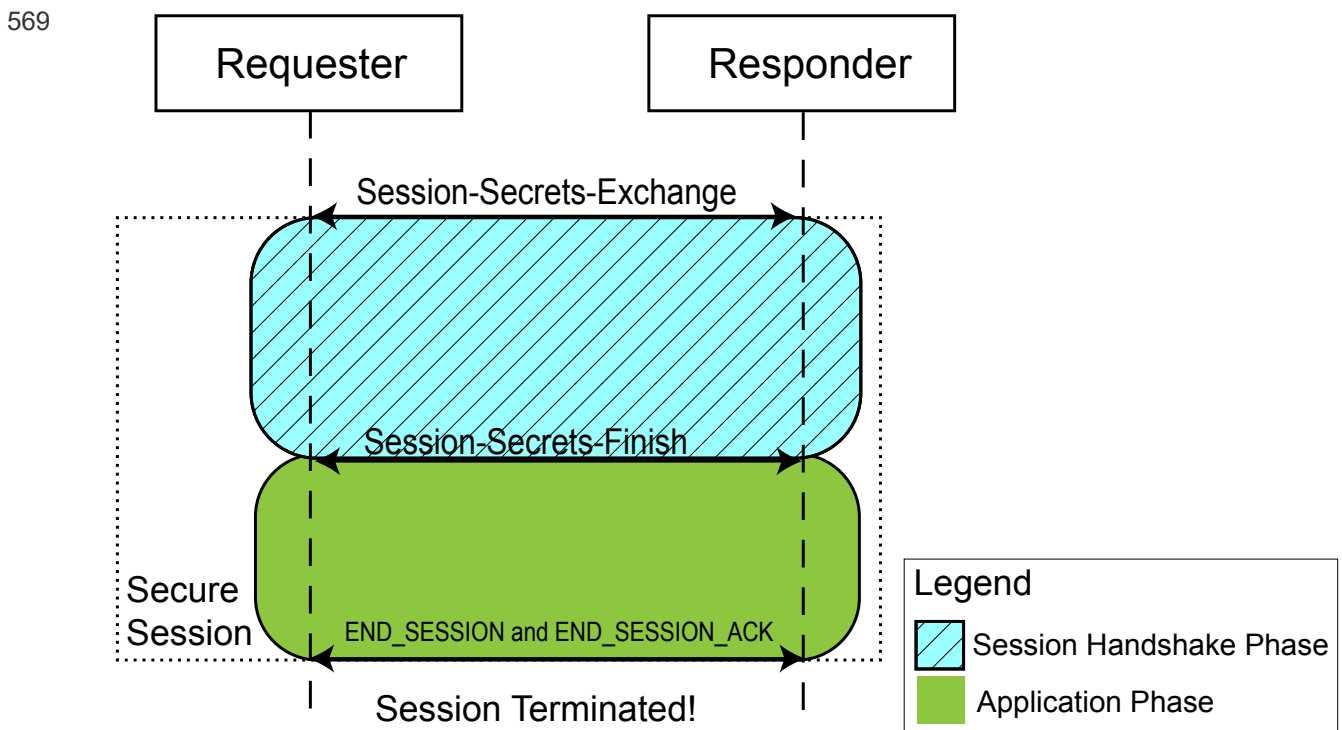 569
Requester
Responder
Session-Secrets-Exchange
Session-Secrets-Finish
Secure
Session
END_SESSION and END_SESSION_ACK
Session Terminated!
Legend
Session Handshake Phase
Application Phase